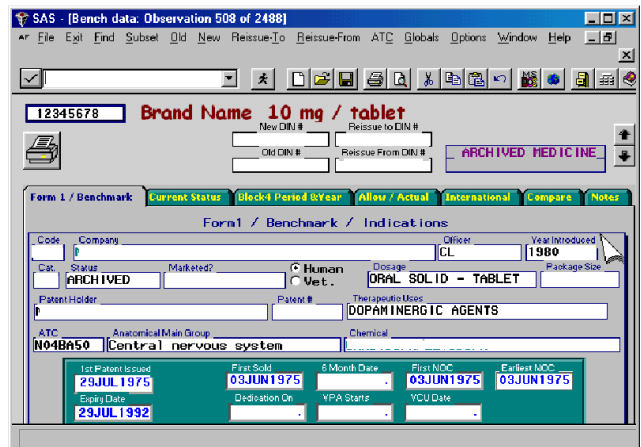 SAS - [Bench data: Observation 508 of 2488]
File Exit Find Subset Old New Reissue-To Reissue-From ATC Globals Options Window Help
12345678 Brand Name 10 mg / tablet
New DIN # Reissue to DIN #
Old DIN # Reissue From DIN # ARCHIVED MEDICINE
Form 1 / Benchmark Current Status Block4 Period &Year Allow / Actual International Compare Notes
Form1 / Benchmark / Indications
Code Company Officer Year Introduced
CL 1980
Cat. Status Marketed? Human Dosage Package Size
ARCHIVED Vet. ORAL SOLID - TABLET
Patent Holder Patent # Therapeutic Uses
DOPAMINERGIC AGENTS
ATC Anatomical Main Group Chemical
N04BA50 Central nervous system
1st Patent Issued First Sold 6 Month Date First NOC Earliest NOC
29JUL1975 03JUN1975 . 03JUN1975 03JUN1975
Expiry Date Dedication On VPA Starts VCU Date
29JUL1992 . . .